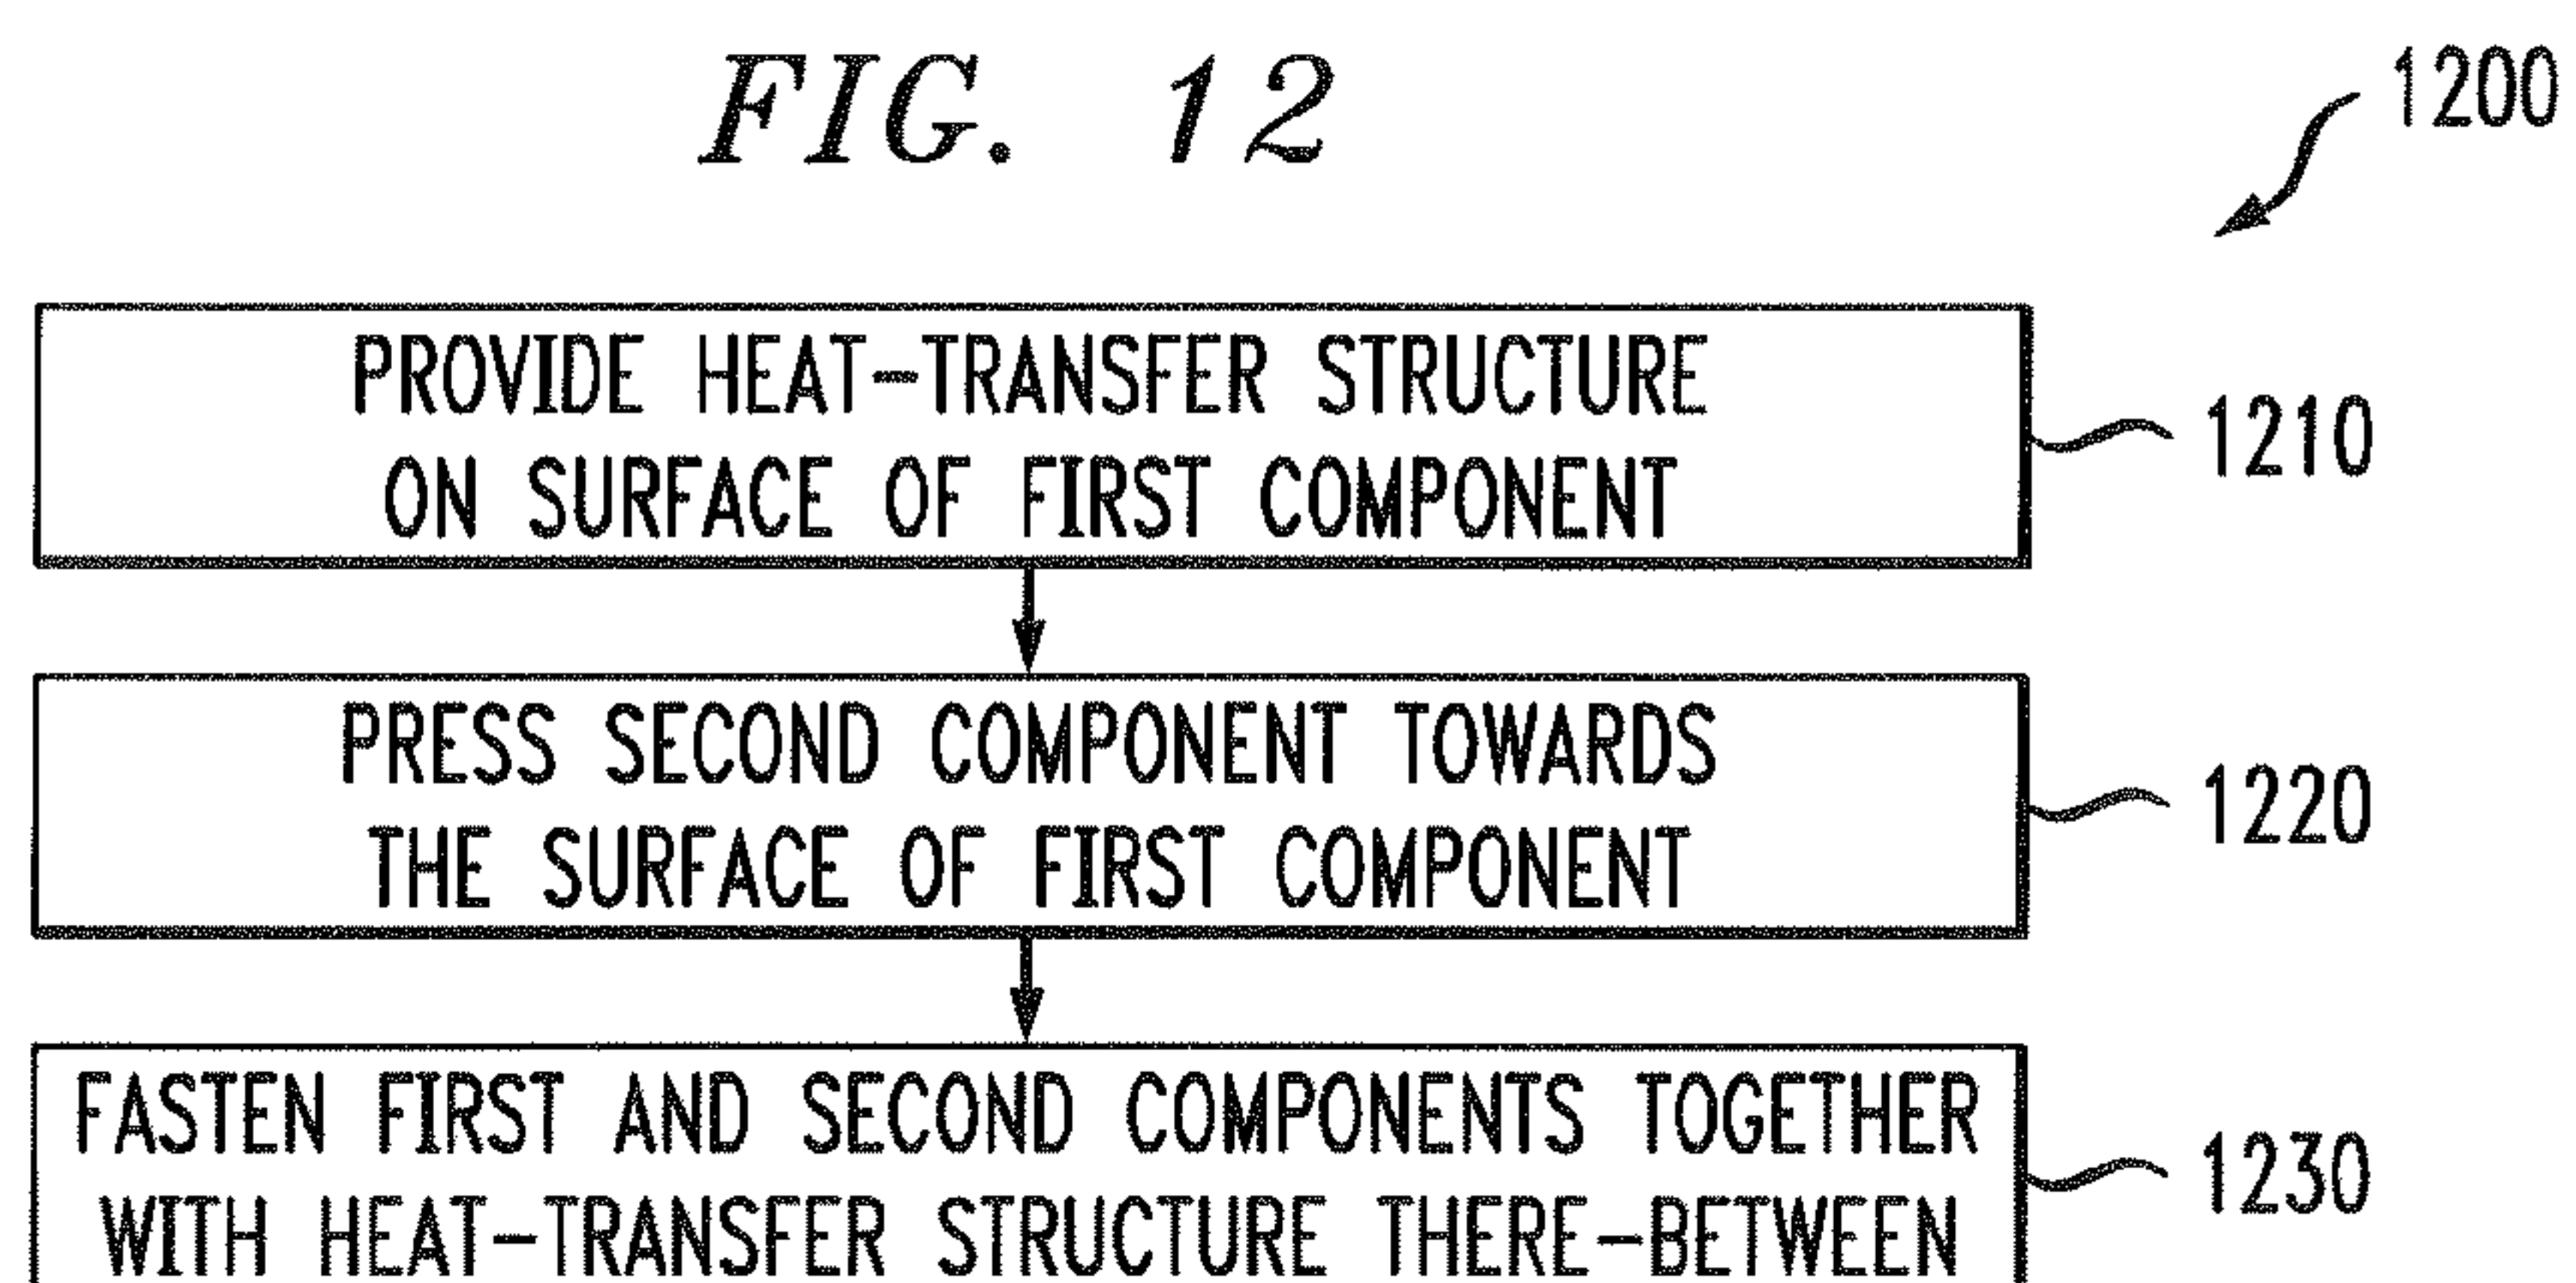 FIG. 12
1200
PROVIDE HEAT-TRANSFER STRUCTURE
ON SURFACE OF FIRST COMPONENT
1210
PRESS SECOND COMPONENT TOWARDS
THE SURFACE OF FIRST COMPONENT
1220
FASTEN FIRST AND SECOND COMPONENTS TOGETHER
WITH HEAT-TRANSFER STRUCTURE THERE-BETWEEN
1230